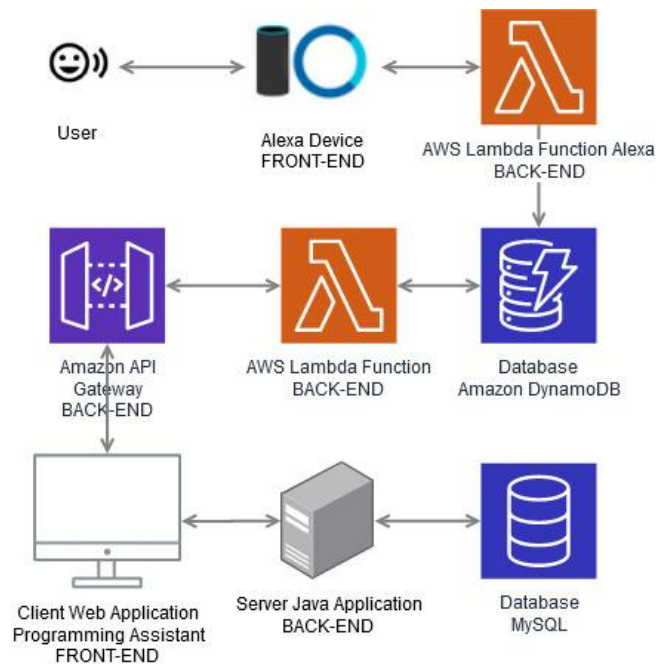 User
Alexa Device
FRONT-END
AWS Lambda Function Alexa
BACK-END
</>
Amazon API
Gateway
BACK-END
AWS Lambda Function
BACK-END
Database
Amazon DynamoDB
Client Web Application
Programming Assistant
FRONT-END
Server Java Application
BACK-END
Database
MySQL